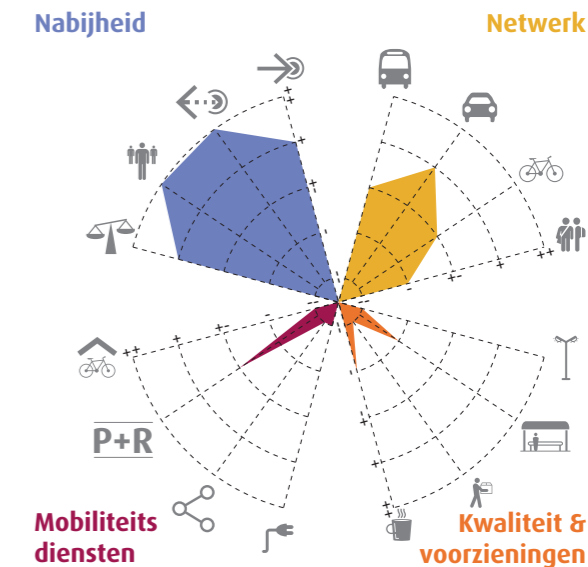 Nabijheid
Netwerk
++
+
+/-
-
--
P+R
Mobiliteits
diensten
Kwaliteit &
voorzieningen